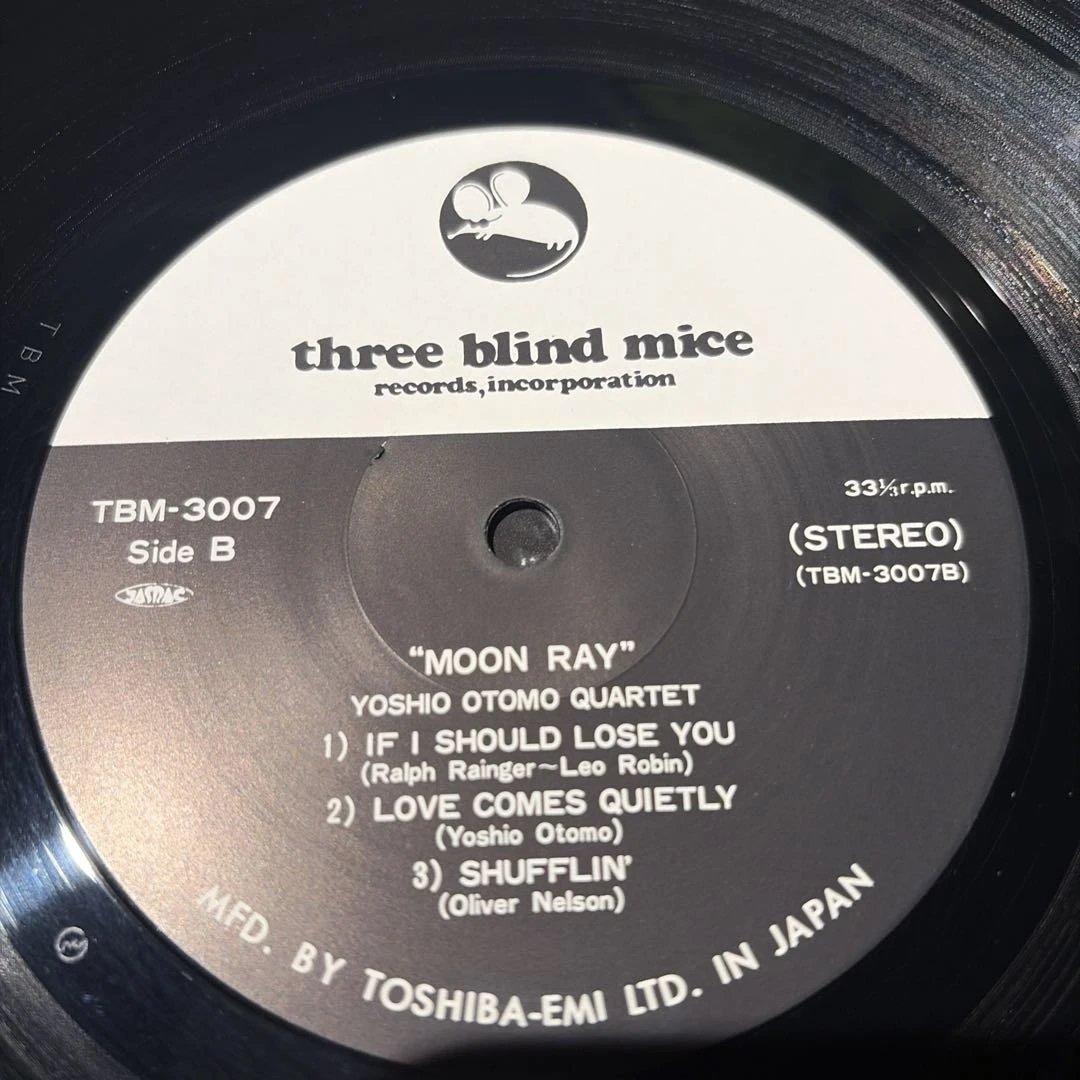 three blind mice
records, incorporation
TBM-3007
Side B
JASRAC
33⅓ r.p.m.
(STEREO)
(TBM-3007B)
"MOON RAY"
YOSHIO OTOMO QUARTET
1) IF I SHOULD LOSE YOU
(Ralph Rainger~Leo Robin)
2) LOVE COMES QUIETLY
(Yoshio Otomo)
3) SHUFFLIN'
(Oliver Nelson)
MFD. BY TOSHIBA-EMI LTD. IN JAPAN
TBM